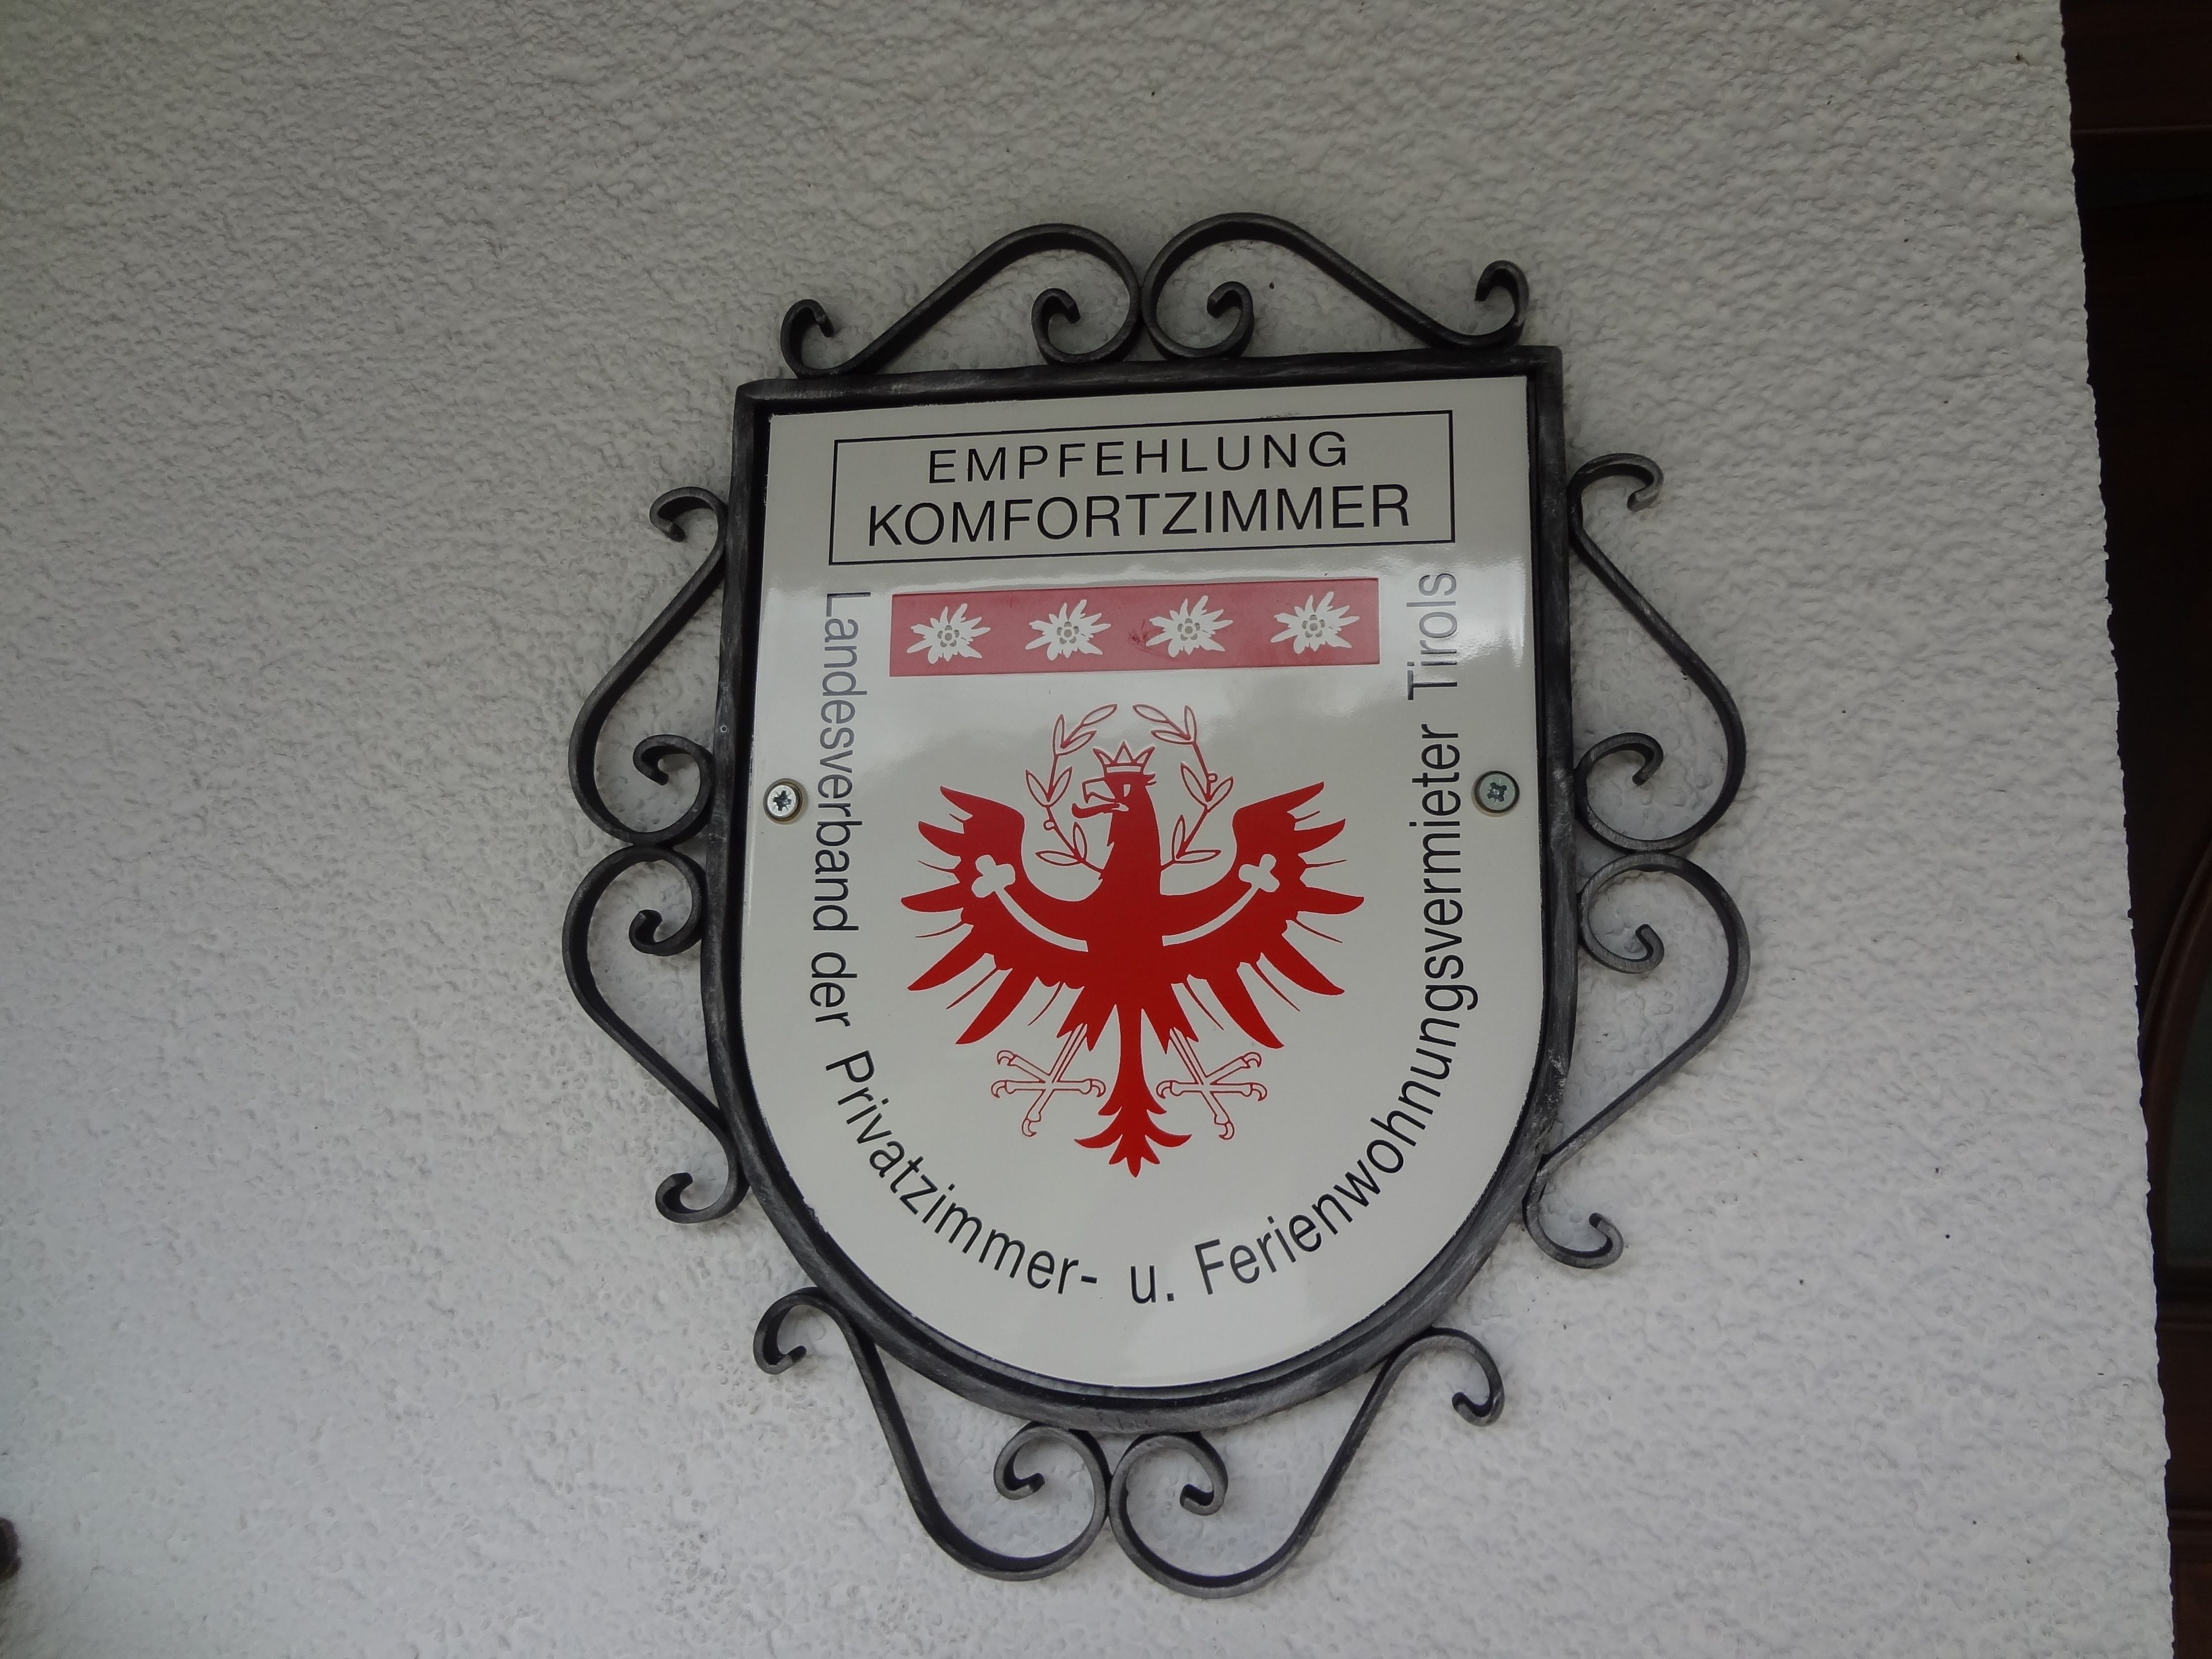 EMPFEHLUNG
KOMFORTZIMMER
Landesverband der Privatzimmer- u. Ferienwohnungsvermieter Tirols